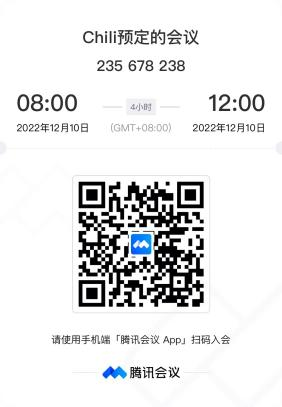 Chili预定的会议
235 678 238
08:00 4小时 12:00
2022年12月10日 (GMT+08:00) 2022年12月10日
请使用手机端「腾讯会议 App」扫码入会
腾讯会议